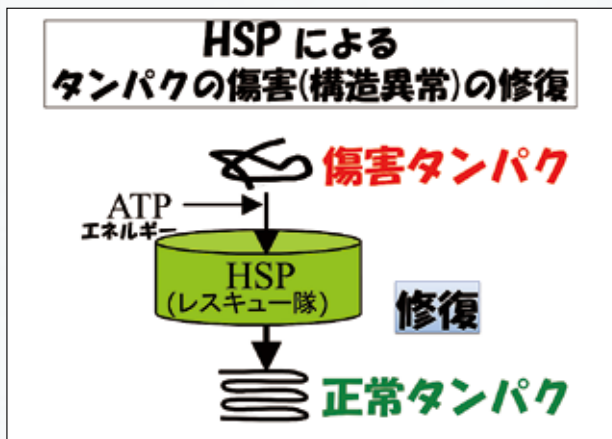 HSP による
タンパクの傷害(構造異常)の修復
傷害タンパク
ATP
エネルギー
HSP
(レスキュー隊)
修復
正常タンパク